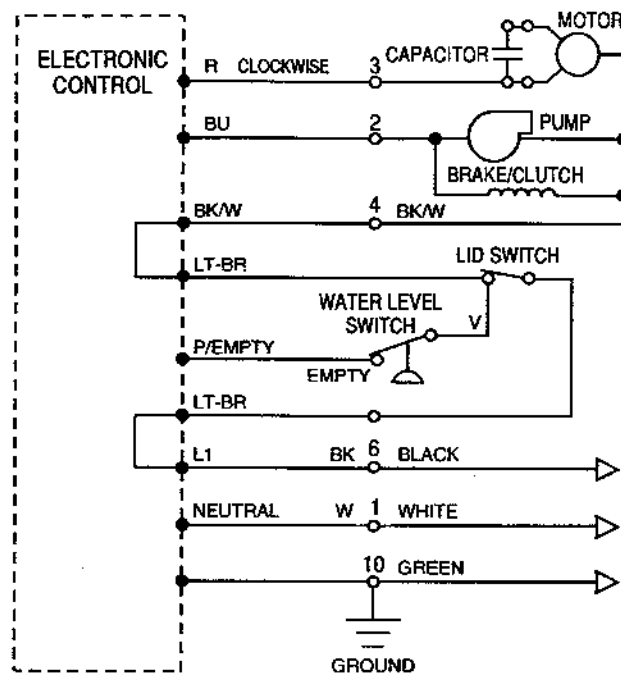 MOTOR
ELECTRONIC
CONTROL
CAPACITOR
R CLOCKWISE 3
BU 2 PUMP
BRAKE/CLUTCH
BK/W 4 BK/W
LT-BR LID SWITCH
WATER LEVEL
SWITCH V
P/EMPTY
EMPTY
LT-BR
L1 BK 6 BLACK
NEUTRAL W 1 WHITE
10 GREEN
GROUND